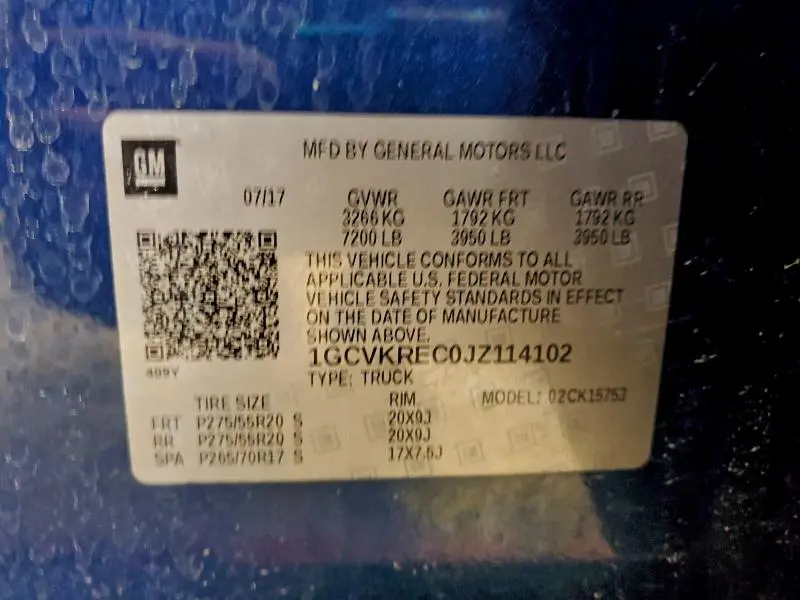 GM
MFD BY GENERAL MOTORS LLC
07/17 GVWR GAWR FRT GAWR RR
3266 KG 1792 KG 1792 KG
7200 LB 3950 LB 3950 LB
THIS VEHICLE CONFORMS TO ALL
APPLICABLE U.S. FEDERAL MOTOR
VEHICLE SAFETY STANDARDS IN EFFECT
ON THE DATE OF MANUFACTURE
SHOWN ABOVE.
1GCVKREC0JZ114102
TYPE: TRUCK MODEL:
TIRE SIZE RIM
FRT P275/55R20 S 20X9J
RR P275/55R20 S 20X9J
SPA P265/70R17 S 17X7.5J